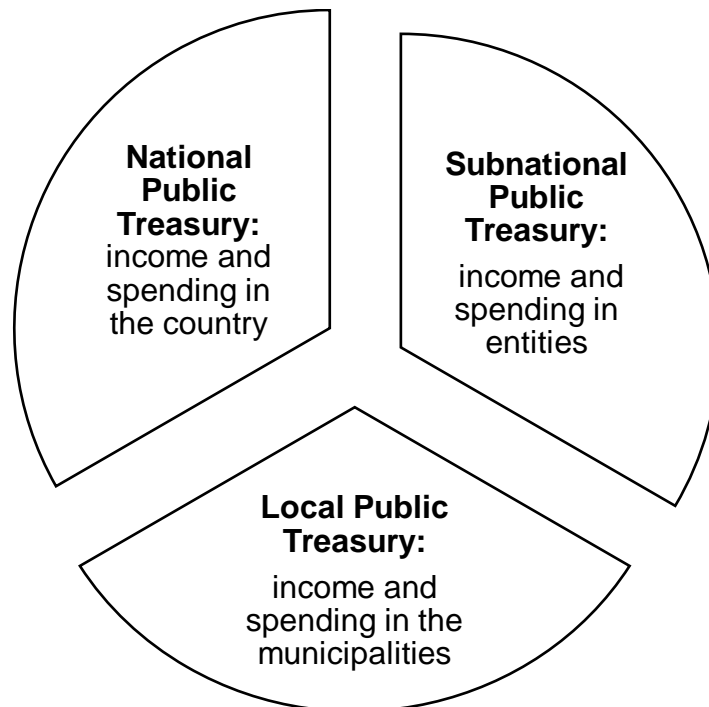 National
Public
Treasury:
income and
spending in
the country
Subnational
Public
Treasury:
income and
spending in
entities
Local Public
Treasury:
income and
spending in the
municipalities